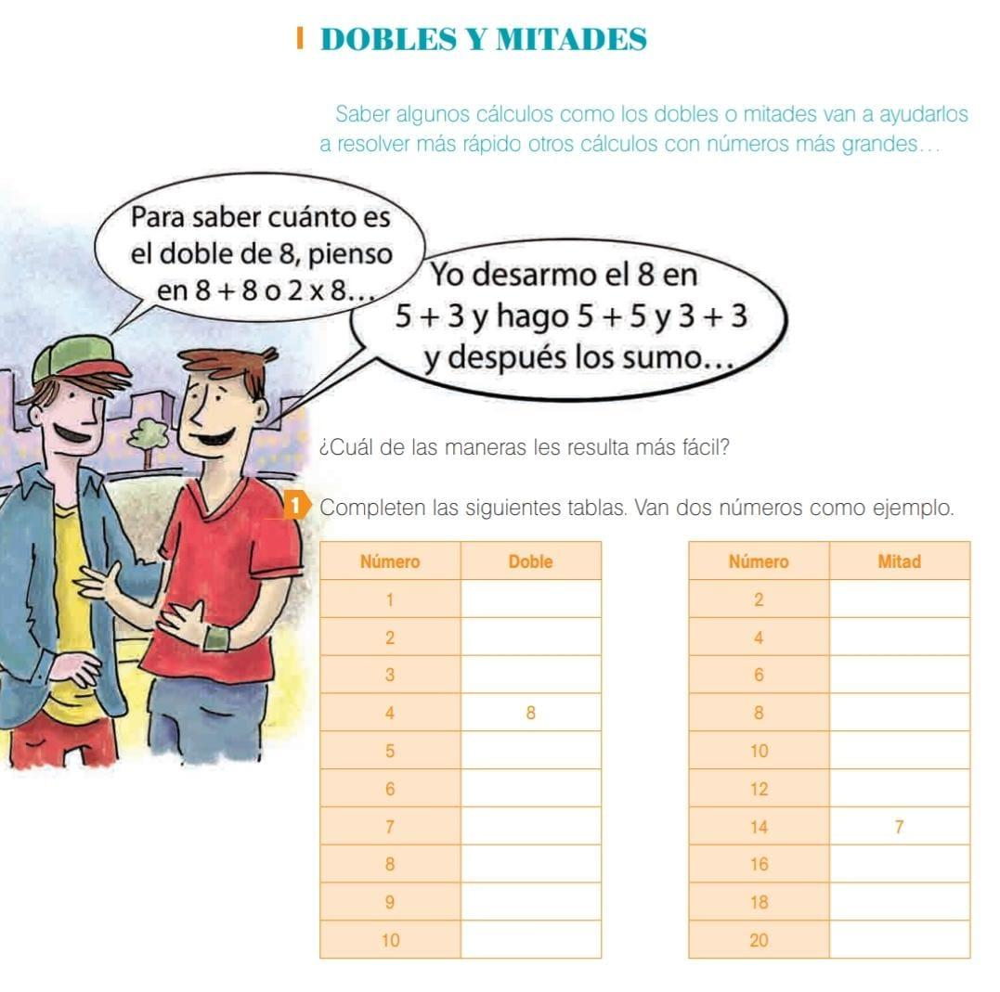 DOBLES Y MITADES
Saber algunos cálculos como los dobles o mitades van a ayudarlos
a resolver más rápido otros cálculos con números más grandes…
Para saber cuánto es
el doble de 8, pienso
en 8 + 8 o 2 x 8…
Yo desarmo el 8 en
5 + 3 y hago 5 + 5 y 3 + 3
y después los sumo…
¿Cuál de las maneras les resulta más fácil?
1 Completen las siguientes tablas. Van dos números como ejemplo.
Número Doble
1
2
3
4 8
5
6
7
8
9
10
Número Mitad
2
4
6
8
10
12
14 7
16
18
20